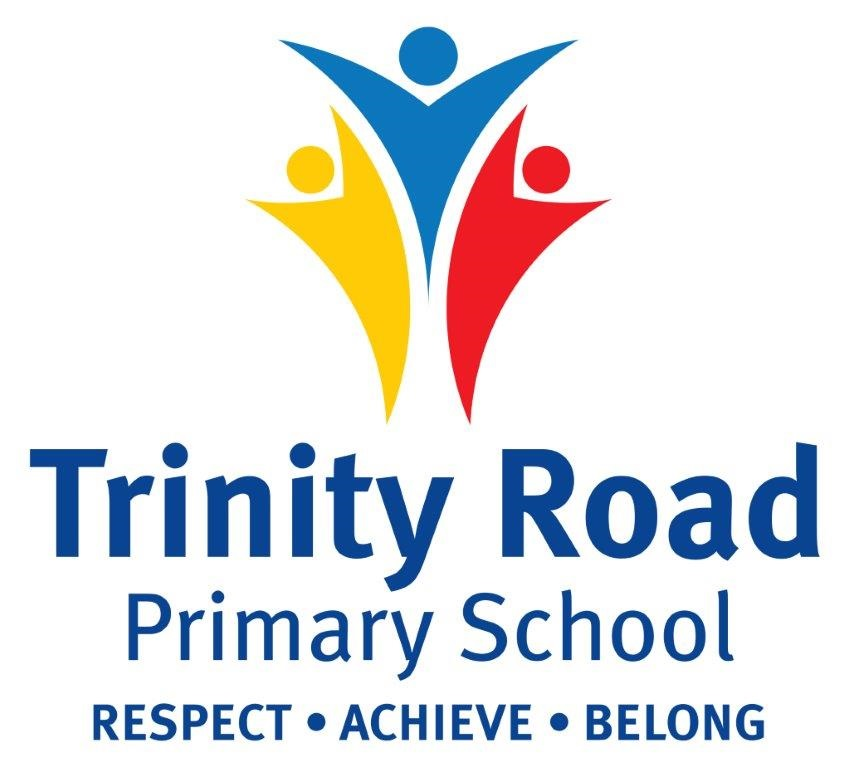 Trinity Road
Primary School
RESPECT • ACHIEVE • BELONG